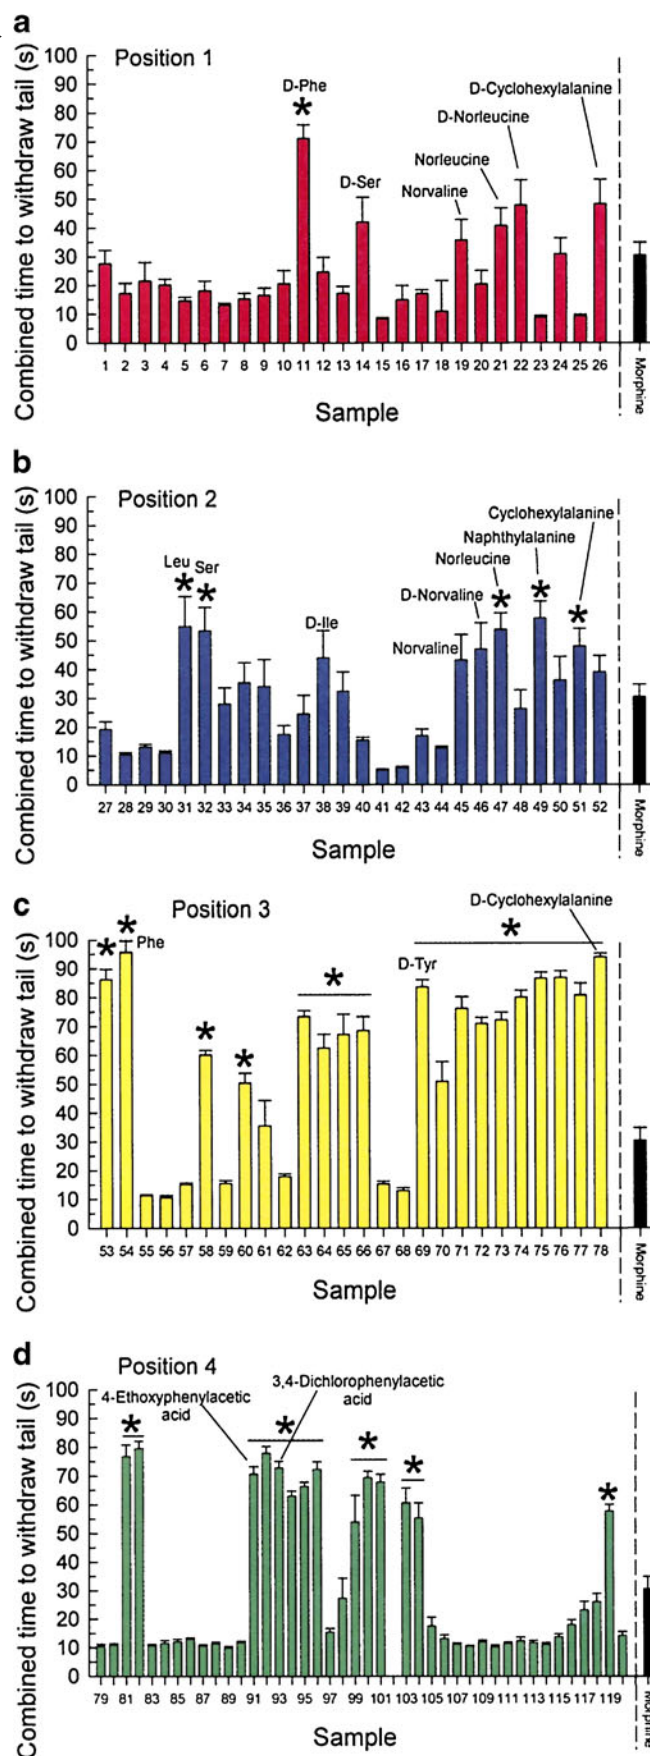 a
Position 1
Combined time to withdraw tail (s)
100
90
80
70
60
50
40
30
20
10
0
D-Phe
*
D-Ser
Norvaline
Norleucine
D-Norleucine
D-Cyclohexylalanine
1 2 3 4 5 6 7 8 9 10 11 12 13 14 15 16 17 18 19 20 21 22 23 24 25 26
Morphine
Sample
b
Position 2
Combined time to withdraw tail (s)
100
90
80
70
60
50
40
30
20
10
0
Leu
*
Ser
*
D-Ile
Norvaline
D-Norvaline
Norleucine
*
Naphthylalanine
*
Cyclohexylalanine
*
27 28 29 30 31 32 33 34 35 36 37 38 39 40 41 42 43 44 45 46 47 48 49 50 51 52
Morphine
Sample
c
Position 3
Combined time to withdraw tail (s)
100
90
80
70
60
50
40
30
20
10
0
*
*
Phe
*
*
*
D-Tyr
*
D-Cyclohexylalanine
53 54 55 56 57 58 59 60 61 62 63 64 65 66 67 68 69 70 71 72 73 74 75 76 77 78
Morphine
Sample
d
Position 4
Combined time to withdraw tail (s)
100
90
80
70
60
50
40
30
20
10
0
4-Ethoxyphenylacetic
acid
3,4-Dichlorophenylacetic
acid
*
*
*
*
*
79 81 83 85 87 89 91 93 95 97 99 101 103 105 107 109 111 113 115 117 119
Morphine
Sample